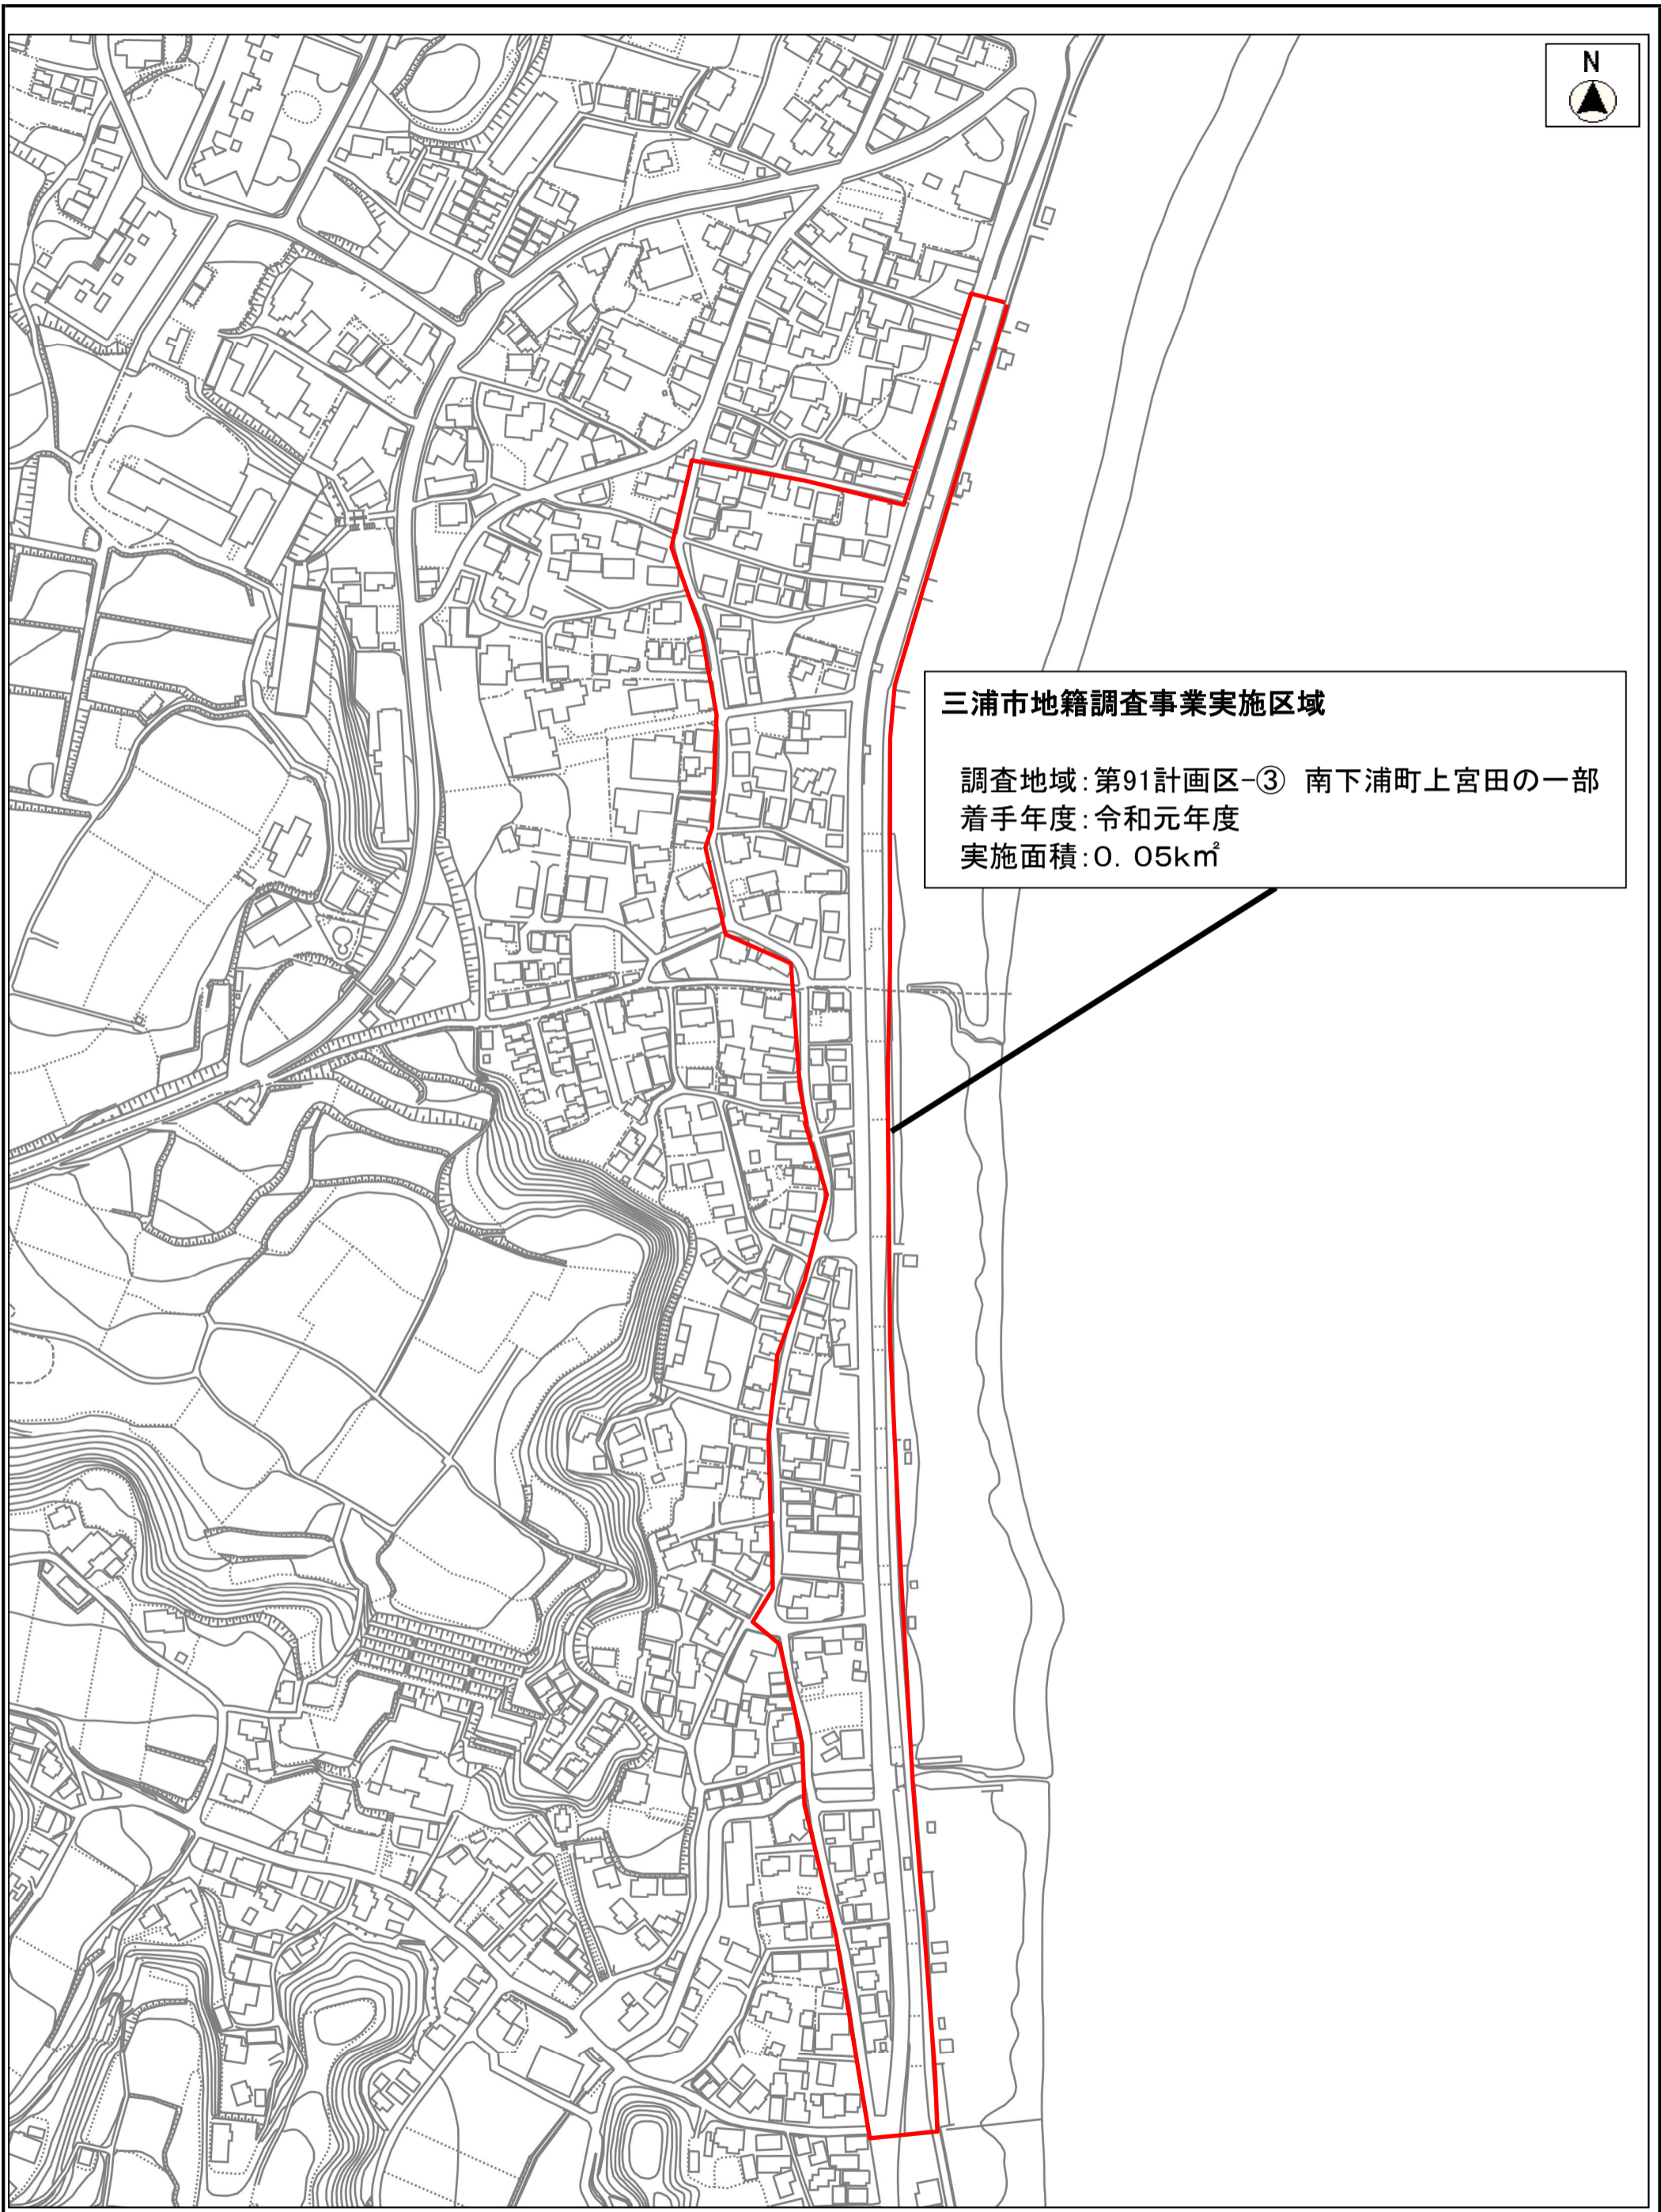 N
三浦市地籍調査事業実施区域
調査地域：第91計画区-③　南下浦町上宮田の一部
着手年度：令和元年度
実施面積：０．０５ｋ㎡